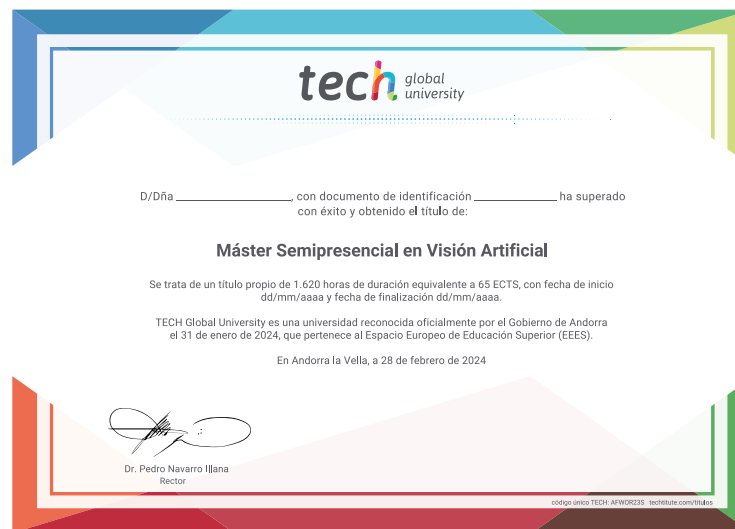 tech global university
D/Dña ____________________, con documento de identificación ______________ ha superado
con éxito y obtenido el título de:
Máster Semipresencial en Visión Artificial
Se trata de un título propio de 1.620 horas de duración equivalente a 65 ECTS, con fecha de inicio
dd/mm/aaaa y fecha de finalización dd/mm/aaaa.
TECH Global University es una universidad reconocida oficialmente por el Gobierno de Andorra
el 31 de enero de 2024, que pertenece al Espacio Europeo de Educación Superior (EEES).
En Andorra la Vella, a 28 de febrero de 2024
Dr. Pedro Navarro Illana
Rector
código único TECH: AFWOR23S techtitute.com/titulos